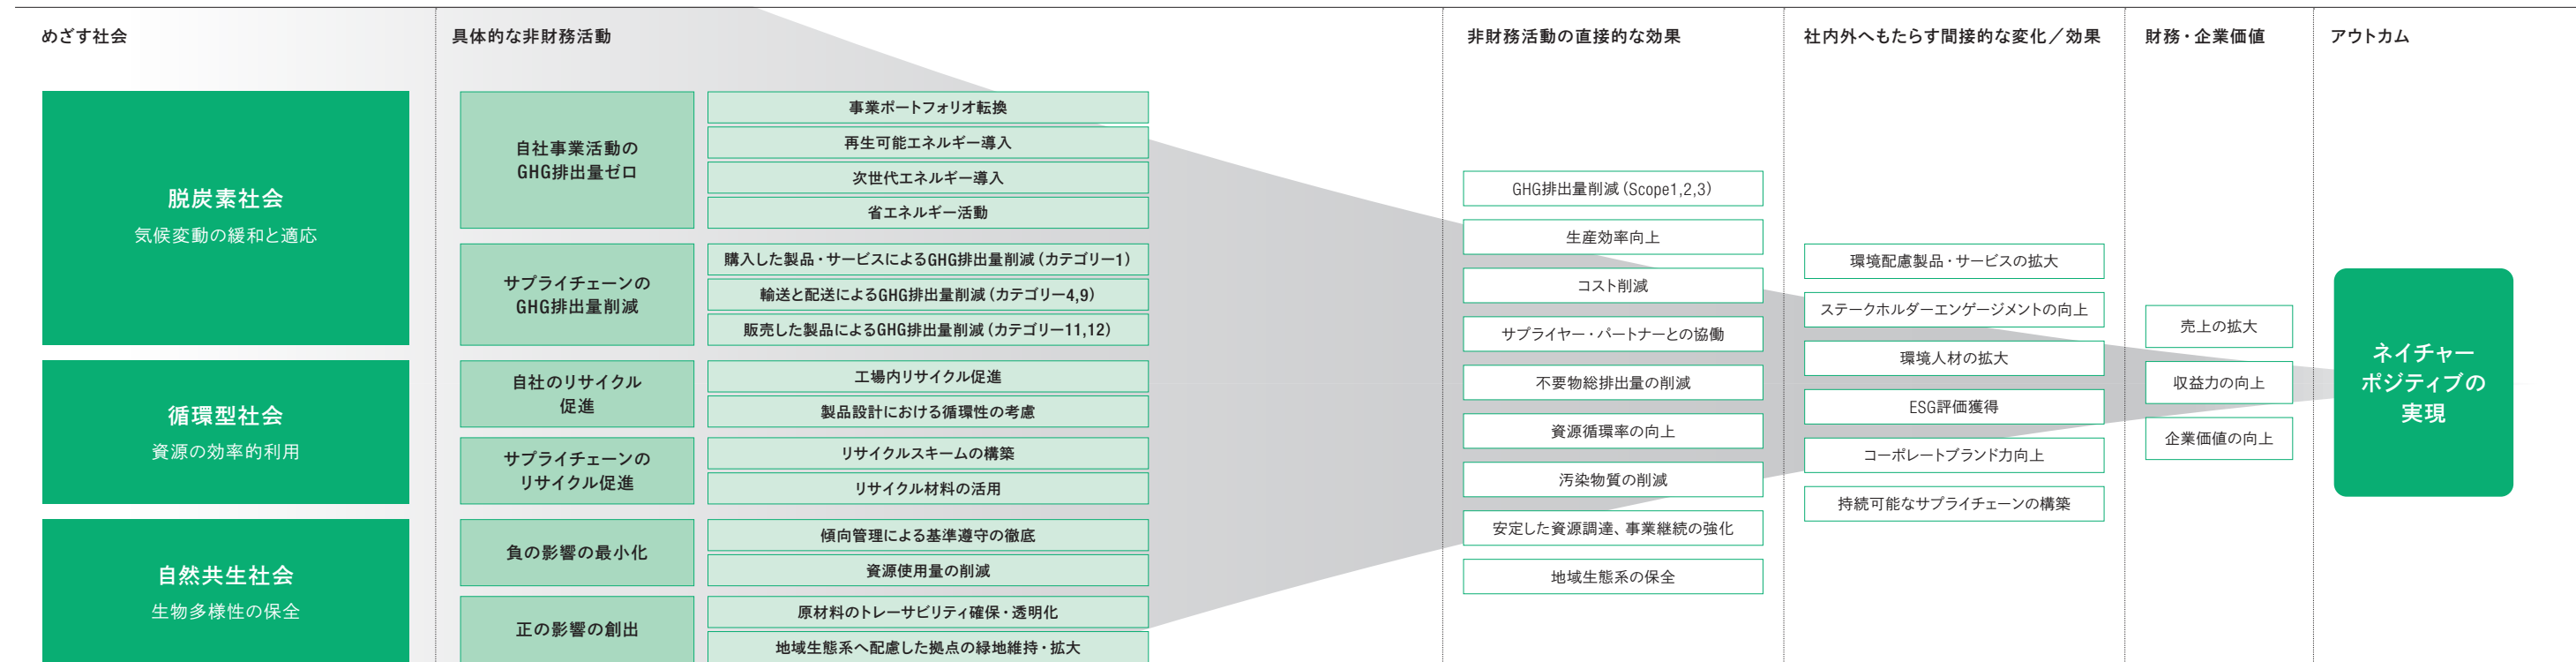 めざす社会
具体的な非財務活動
非財務活動の直接的な効果
社内外へもたらす間接的な変化／効果
財務・企業価値
アウトカム
脱炭素社会
気候変動の緩和と適応
自社事業活動の
GHG排出量ゼロ
事業ポートフォリオ転換
再生可能エネルギー導入
次世代エネルギー導入
省エネルギー活動
サプライチェーンの
GHG排出量削減
購入した製品・サービスによるGHG排出量削減（カテゴリー1）
輸送と配送によるGHG排出量削減（カテゴリー4,9）
販売した製品によるGHG排出量削減（カテゴリー11,12）
循環型社会
資源の効率的利用
自社のリサイクル
促進
工場内リサイクル促進
製品設計における循環性の考慮
サプライチェーンの
リサイクル促進
リサイクルスキームの構築
リサイクル材料の活用
自然共生社会
生物多様性の保全
負の影響の最小化
傾向管理による基準遵守の徹底
資源使用量の削減
正の影響の創出
原材料のトレーサビリティ確保・透明化
地域生態系へ配慮した拠点の緑地維持・拡大
GHG排出量削減（Scope1,2,3）
生産効率向上
コスト削減
サプライヤー・パートナーとの協働
不要物総排出量の削減
資源循環率の向上
汚染物質の削減
安定した資源調達、事業継続の強化
地域生態系の保全
環境配慮製品・サービスの拡大
ステークホルダーエンゲージメントの向上
環境人材の拡大
ESG評価獲得
コーポレートブランド力向上
持続可能なサプライチェーンの構築
売上の拡大
収益力の向上
企業価値の向上
ネイチャー
ポジティブの
実現